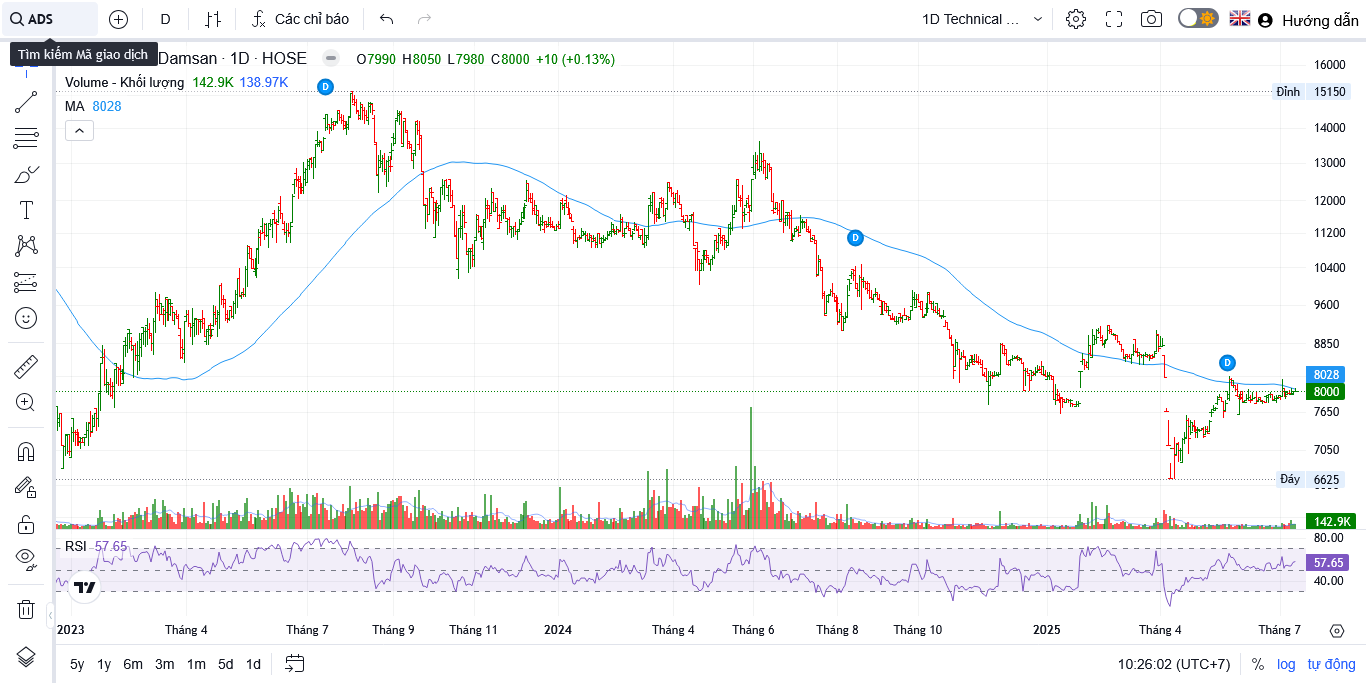 ADS
D
Các chỉ báo
1D Technical ...
Hướng dẫn
Tìm kiếm Mã giao dịch
Damsan · 1D · HOSE
O7990 H8050 L7980 C8000 +10 (+0.13%)
Volume - Khối lượng 142.9K 138.97K
MA 8028
D
D
D
16000
Đỉnh 15150
14000
13000
12000
11200
10400
9600
8850
8028
8000
7650
7050
Đáy 6625
142.9K
RSI 57.65
80.00
57.65
40.00
2023 Tháng 4 Tháng 7 Tháng 9 Tháng 11 2024 Tháng 4 Tháng 6 Tháng 8 Tháng 10 2025 Tháng 4 Tháng 7
5y 1y 6m 3m 1m 5d 1d
10:26:02 (UTC+7) % log tự động